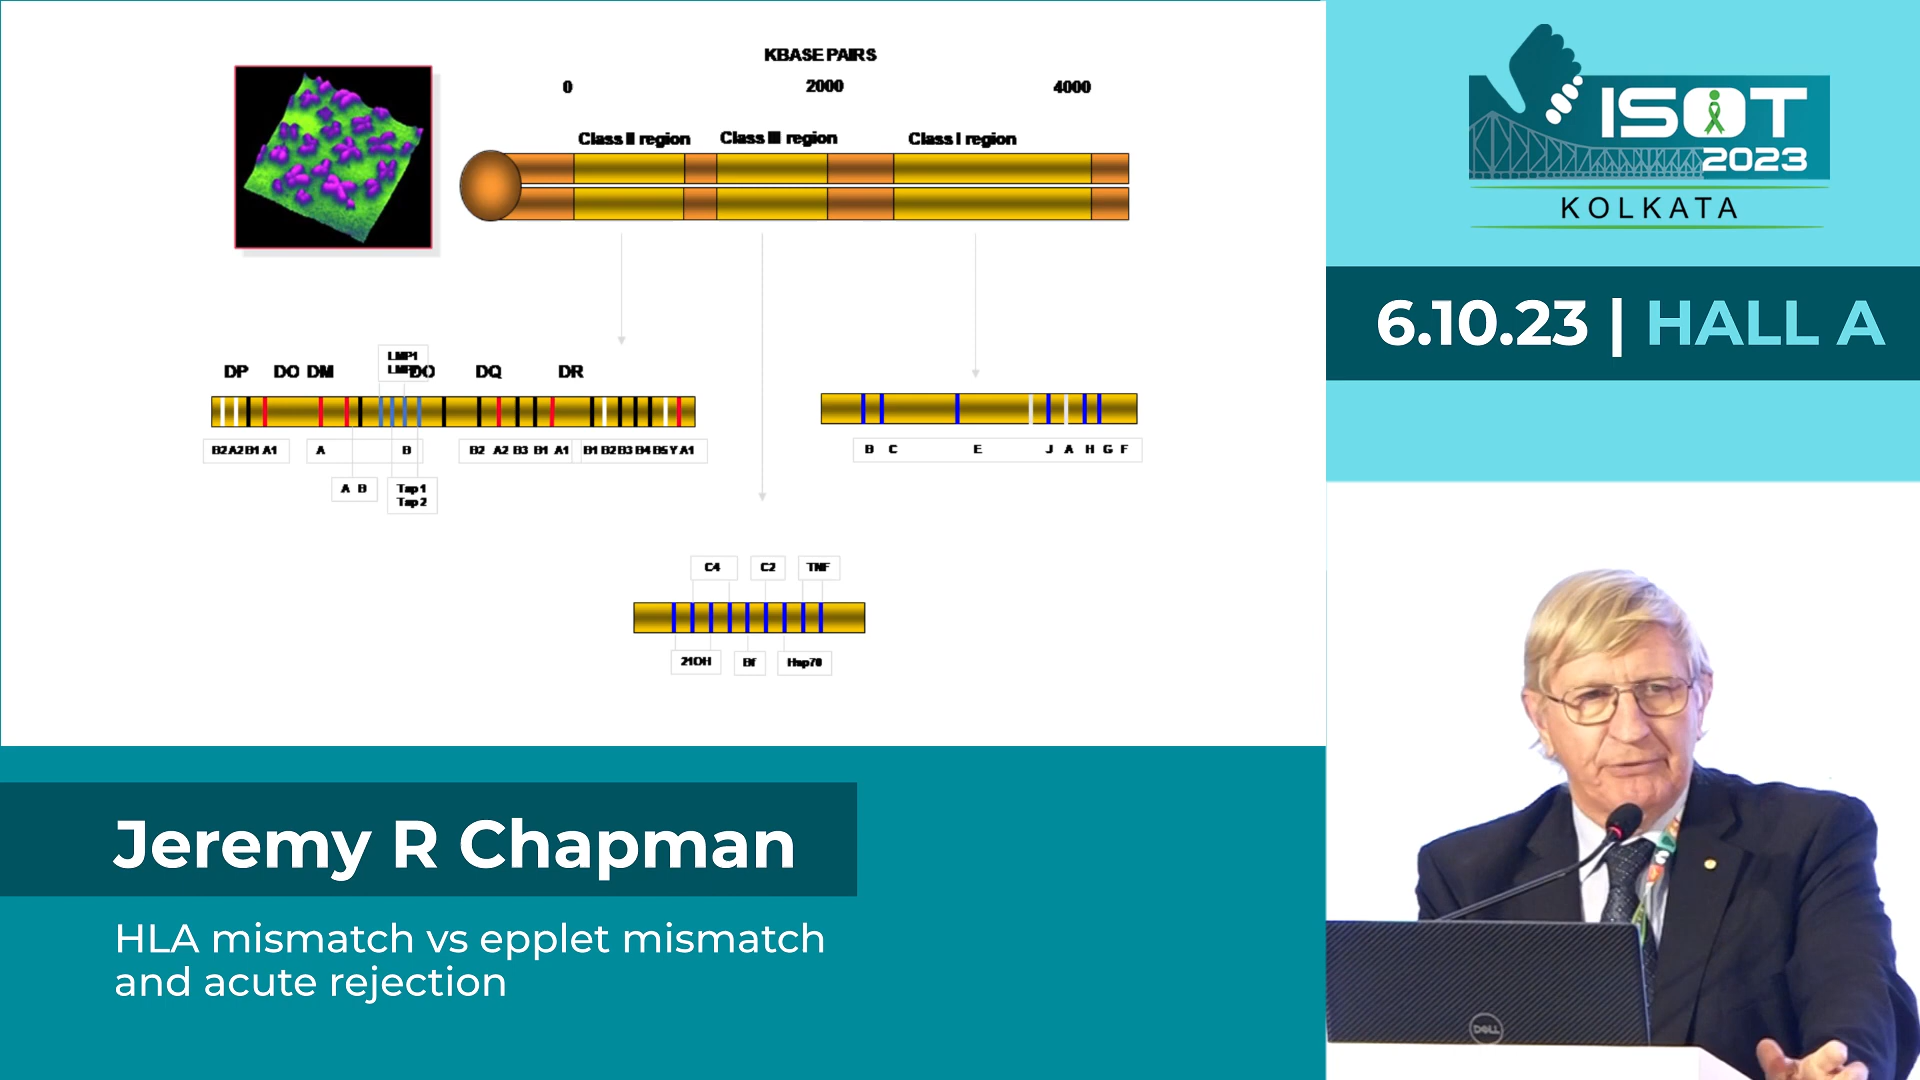 KBASE PAIRS
0 2000 4000
Class II region Class III region Class I region
LMP1
DP DO DM DO DQ DR
B2 A2 B1 A1 A B B2 A2 B3 B1 A1 B1 B2 B3 B4 B5 Y A1
B C E J A H G F
A B Tap 1
Tap 2
C4 C2 TNF
21OH Bf Hsp70
ISOT
2023
KOLKATA
6.10.23 | HALL A
Jeremy R Chapman
HLA mismatch vs epplet mismatch
and acute rejection
DELL